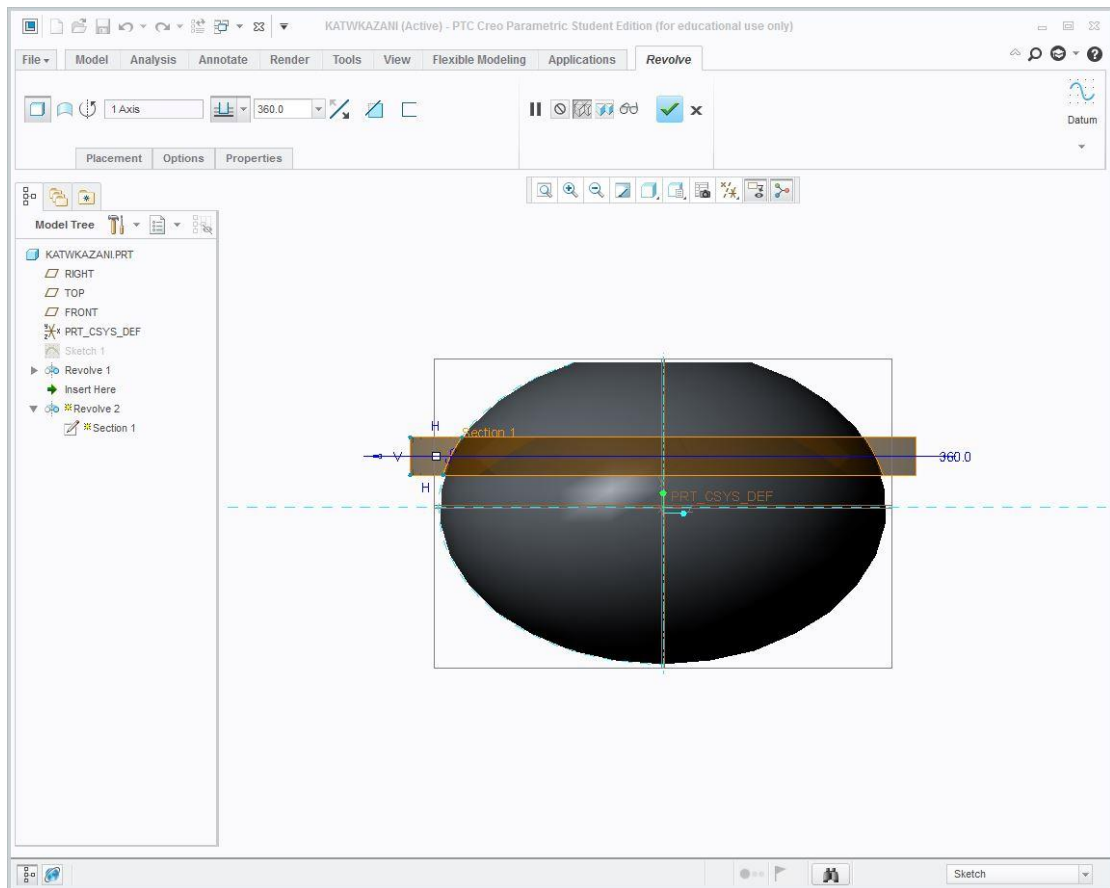 KATWKAZANI (Active) - PTC Creo Parametric Student Edition (for educational use only)
File Model Analysis Annotate Render Tools View Flexible Modeling Applications Revolve
1 Axis 360.0
Datum
Placement Options Properties
Model Tree
KATWKAZANI.PRT
RIGHT
TOP
FRONT
PRT_CSYS_DEF
Sketch 1
Revolve 1
Insert Here
Revolve 2
Section 1
H
Section 1
V
360.0
H
PRT_CSYS_DEF
Sketch